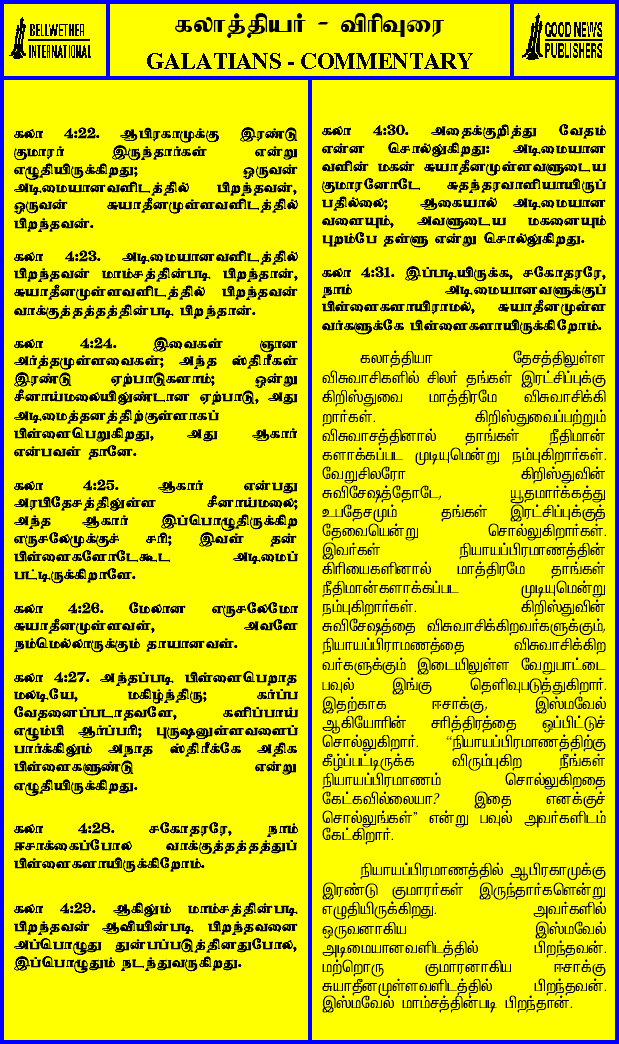 BELLWETHER
INTERNATIONAL
கலாத்தியர் - விரிவுரை
GALATIANS - COMMENTARY
GOOD NEWS
PUBLISHERS
கலா 4:22. ஆபிரகாமுக்கு இரண்டு
குமாரர் இருந்தார்கள் என்று
எழுதியிருக்கிறது; ஒருவன்
அடிமையானவளிடத்தில் பிறந்தவன்,
ஒருவன் சுயாதீனமுள்ளவளிடத்தில்
பிறந்தவன்.
கலா 4:23. அடிமையானவளிடத்தில்
பிறந்தவன் மாம்சத்தின்படி பிறந்தான்,
சுயாதீனமுள்ளவளிடத்தில் பிறந்தவன்
வாக்குத்தத்தத்தின்படி பிறந்தான்.
கலா 4:24. இவைகள் ஞான
அர்த்தமுள்ளவைகள்; அந்த ஸ்திரீகள்
இரண்டு ஏற்பாடுகளாம்; ஒன்று
சீனாய்மலையிலுண்டான ஏற்பாடு, அது
அடிமைத்தனத்திற்குள்ளாகப்
பிள்ளைபெறுகிறது, அது ஆகார்
என்பவள் தானே.
கலா 4:25. ஆகார் என்பது
அரபிதேசத்திலுள்ள சீனாய்மலை;
அந்த ஆகார் இப்பொழுதிருக்கிற
எருசலேமுக்குச் சரி; இவள் தன்
பிள்ளைகளோடேகூட அடிமைப்
பட்டிருக்கிறாளே.
கலா 4:26. மேலான எருசலேமோ
சுயாதீனமுள்ளவள், அவளே
நம்மெல்லாருக்கும் தாயானவள்.
கலா 4:27. அந்தப்படி பிள்ளைபெறாத
மலடியே, மகிழ்ந்திரு; கர்ப்ப
வேதனைப்படாதவளே, களிப்பாய்
எழும்பி ஆர்ப்பரி; புருஷனுள்ளவளைப்
பார்க்கிலும் அநாத ஸ்திரீக்கே அதிக
பிள்ளைகளுண்டு என்று
எழுதியிருக்கிறது.
கலா 4:28. சகோதரரே, நாம்
ஈசாக்கைப்போல வாக்குத்தத்தத்துப்
பிள்ளைகளாயிருக்கிறோம்.
கலா 4:29. ஆகிலும் மாம்சத்தின்படி
பிறந்தவன் ஆவியின்படி பிறந்தவனை
அப்பொழுது துன்பப்படுத்தினதுபோல,
இப்பொழுதும் நடந்துவருகிறது.
கலா 4:30. அதைக்குறித்து வேதம்
என்ன சொல்லுகிறது: அடிமையான
வளின் மகன் சுயாதீனமுள்ளவளுடைய
குமாரனோடே சுதந்தரவாளியாயிருப்
பதில்லை; ஆகையால் அடிமையான
வளையும், அவளுடைய மகனையும்
புறம்பே தள்ளு என்று சொல்லுகிறது.
கலா 4:31. இப்படியிருக்க, சகோதரரே,
நாம் அடிமையானவளுக்குப்
பிள்ளைகளாயிராமல், சுயாதீனமுள்ள
வர்களுக்கே பிள்ளைகளாயிருக்கிறோம்.
கலாத்தியா தேசத்திலுள்ள
விசுவாசிகளில் சிலர் தங்கள் இரட்சிப்புக்கு
கிறிஸ்துவை மாத்திரமே விசுவாசிக்கி
றார்கள். கிறிஸ்துவைப்பற்றும்
விசுவாசத்தினால் தாங்கள் நீதிமான்
களாக்கப்பட முடியுமென்று நம்புகிறார்கள்.
வேறுசிலரோ கிறிஸ்துவின்
சுவிசேஷத்தோடே, யூதமார்க்கத்து
உபதேசமும் தங்கள் இரட்சிப்புக்குத்
தேவையென்று சொல்லுகிறார்கள்.
இவர்கள் நியாயப்பிரமாணத்தின்
கிரியைகளினால் மாத்திரமே தாங்கள்
நீதிமான்களாக்கப்பட முடியுமென்று
நம்புகிறார்கள். கிறிஸ்துவின்
சுவிசேஷத்தை விசுவாசிக்கிறவர்களுக்கும்,
நியாயப்பிராமணத்தை விசுவாசிக்கிற
வர்களுக்கும் இடையிலுள்ள வேறுபாட்டை
பவுல் இங்கு தெளிவுபடுத்துகிறார்.
இதற்காக ஈசாக்கு, இஸ்மவேல்
ஆகியோரின் சரித்திரத்தை ஒப்பிட்டுச்
சொல்லுகிறார். “நியாயப்பிரமாணத்திற்கு
கீழ்ப்பட்டிருக்க விரும்புகிற நீங்கள்
நியாயப்பிரமாணம் சொல்லுகிறதை
கேட்கவில்லையா? இதை எனக்குச்
சொல்லுங்கள்” என்று பவுல் அவர்களிடம்
கேட்கிறார்.
நியாயப்பிரமாணத்தில் ஆபிரகாமுக்கு
இரண்டு குமாரர்கள் இருந்தார்களென்று
எழுதியிருக்கிறது. அவர்களில்
ஒருவனாகிய இஸ்மவேல்
அடிமையானவளிடத்தில் பிறந்தவன்.
மற்றொரு குமாரனாகிய ஈசாக்கு
சுயாதீனமுள்ளவளிடத்தில் பிறந்தவன்.
இஸ்மவேல் மாம்சத்தின்படி பிறந்தான்.